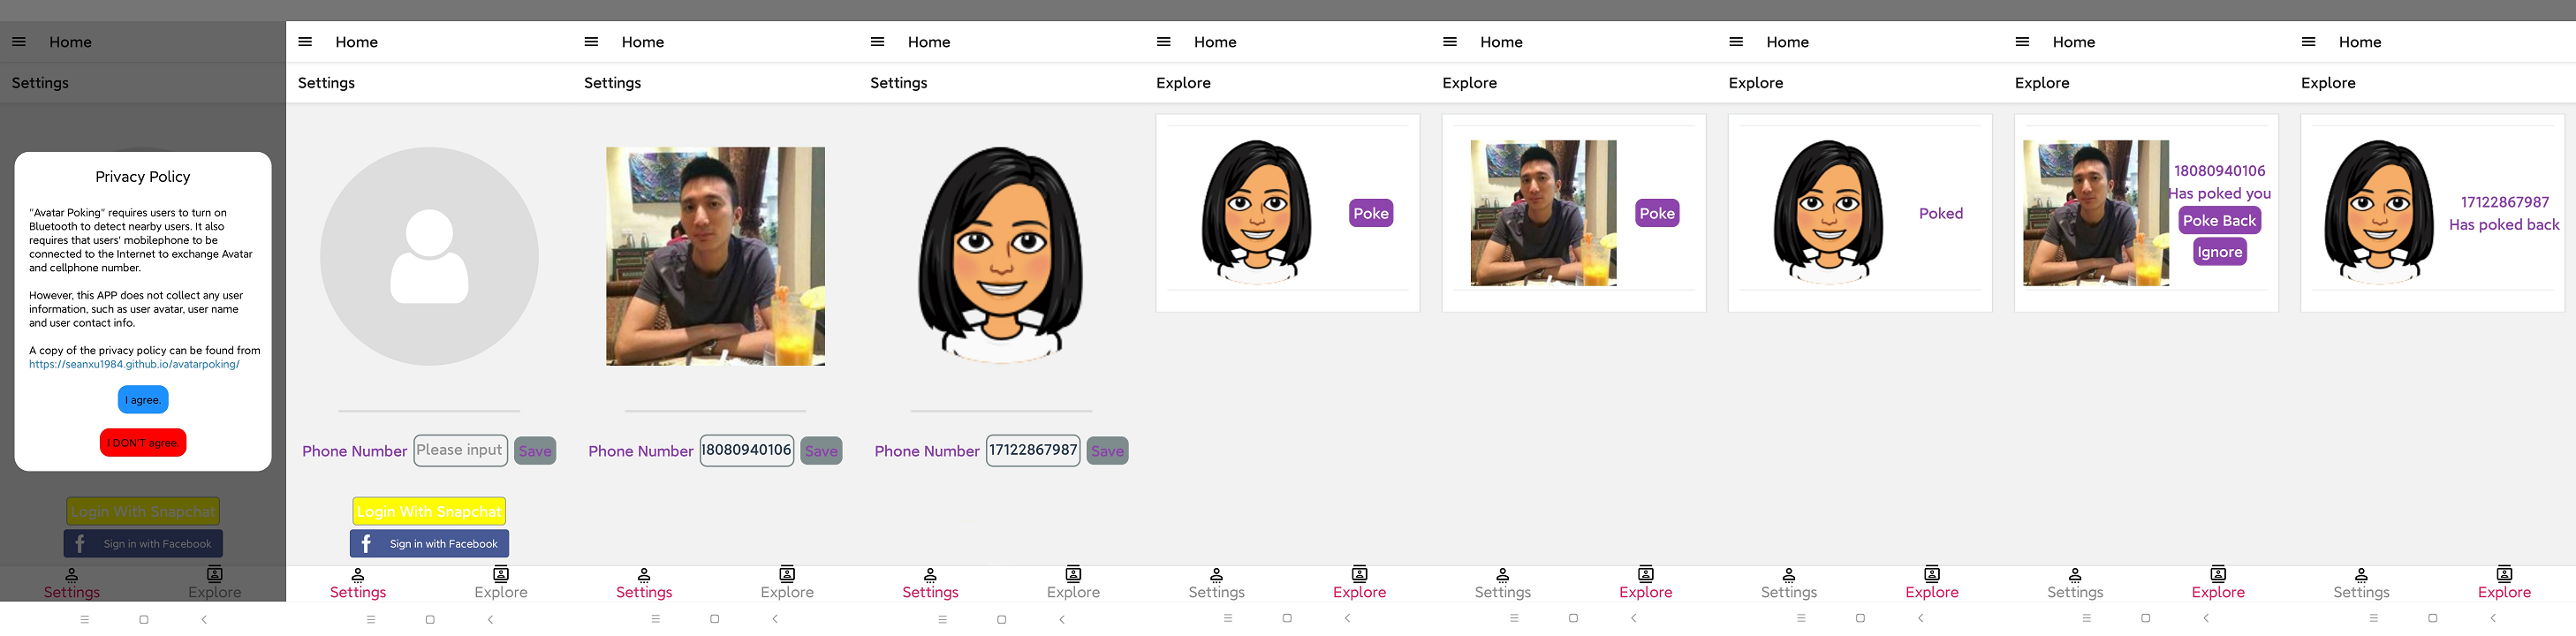 Home
Settings
Privacy Policy
"Avatar Poking" requires users to turn on
Bluetooth to detect nearby users. It also
requires that users' mobilephone to be
connected to the Internet to exchange Avatar
and cellphone number.
However, this APP does not collect any user
information, such as user avatar, user name
and user contact info.
A copy of the privacy policy can be found from
https://seanxu1984.github.io/avatarpoking/
I agree.
I DON'T agree.
Login With Snapchat
Sign in with Facebook
Settings
Explore
Home
Settings
Phone Number
Please input
Save
Login With Snapchat
Sign in with Facebook
Settings
Explore
Home
Settings
Phone Number
18080940106
Save
Settings
Explore
Home
Settings
Phone Number
17122867987
Save
Settings
Explore
Home
Explore
Poke
Settings
Explore
Home
Explore
Poke
Settings
Explore
Home
Explore
Poked
Settings
Explore
Home
Explore
18080940106
Has poked you
Poke Back
Ignore
Settings
Explore
Home
Explore
17122867987
Has poked back
Settings
Explore